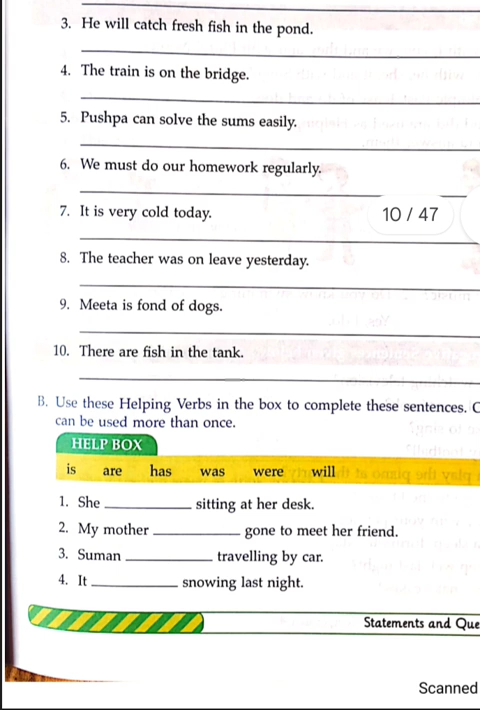 3. He will catch fresh fish in the pond.
4. The train is on the bridge.
5. Pushpa can solve the sums easily.
6. We must do our homework regularly.
7. It is very cold today.
10 / 47
8. The teacher was on leave yesterday.
9. Meeta is fond of dogs.
10. There are fish in the tank.
B. Use these Helping Verbs in the box to complete these sentences.
can be used more than once.
HELP BOX
is are has was were will
1. She __________ sitting at her desk.
2. My mother __________ gone to meet her friend.
3. Suman __________ travelling by car.
4. It __________ snowing last night.
Statements and
Scanned